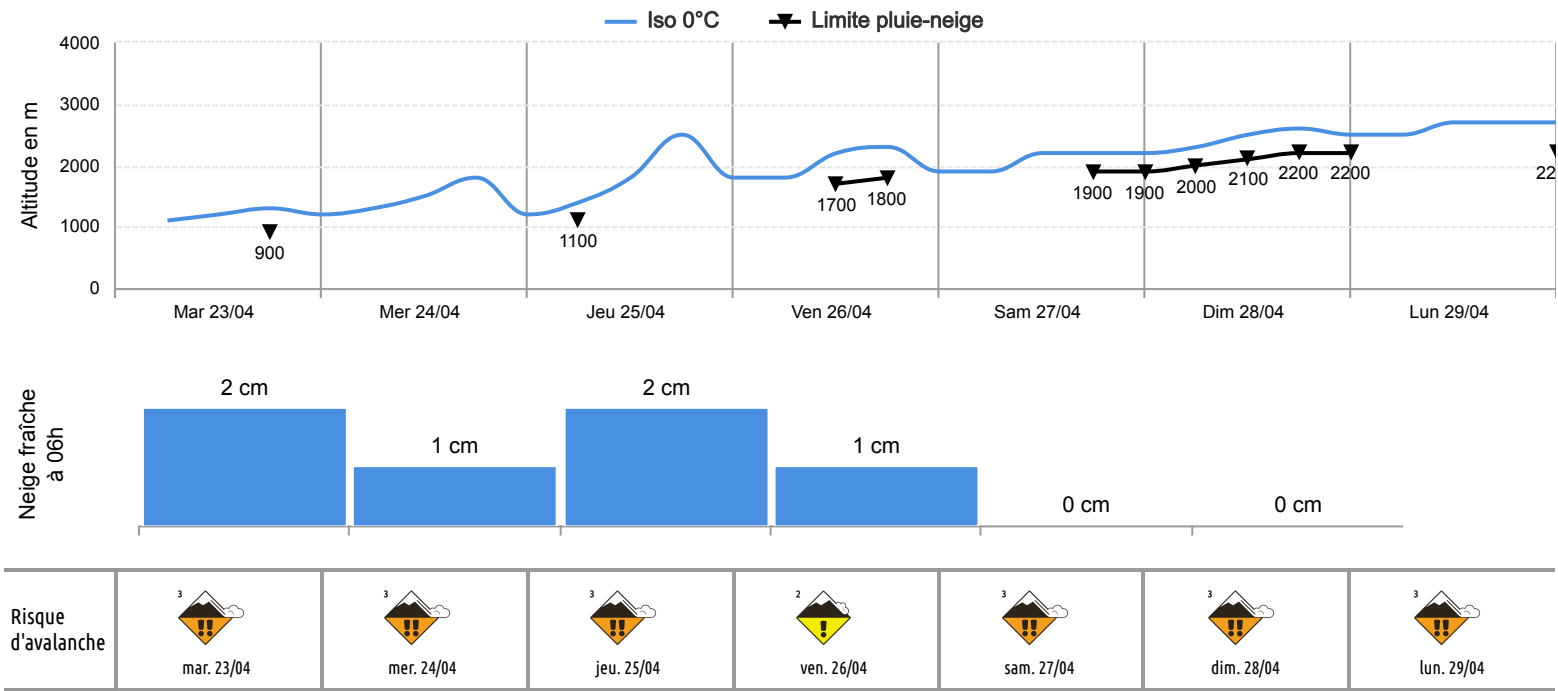 Iso 0°C
Limite pluie-neige
Altitude en m
4000
3000
2000
1000
0
900
1100
1700
1800
1900
1900
2000
2100
2200
2200
22
Mar 23/04
Mer 24/04
Jeu 25/04
Ven 26/04
Sam 27/04
Dim 28/04
Lun 29/04
Neige fraîche
à 06h
2 cm
1 cm
2 cm
1 cm
0 cm
0 cm
Risque
d'avalanche
3
!!
mar. 23/04
3
!!
mer. 24/04
3
!!
jeu. 25/04
2
!
ven. 26/04
3
!!
sam. 27/04
3
!!
dim. 28/04
3
!!
lun. 29/04